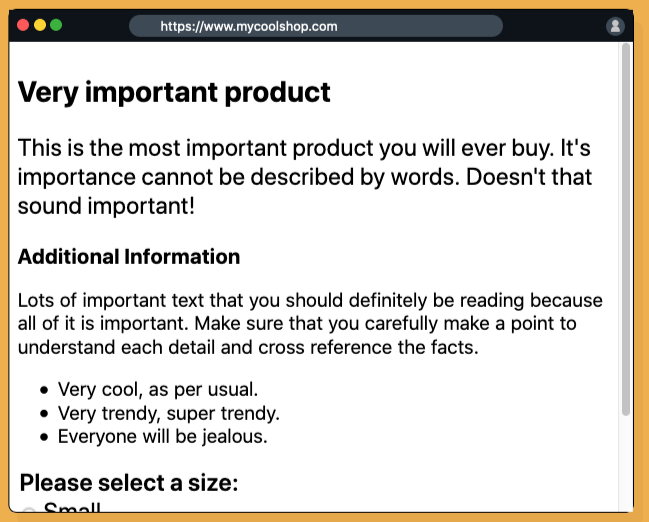 https://www.mycoolshop.com
Very important product
This is the most important product you will ever buy. It's
importance cannot be described by words. Doesn't that
sound important!
Additional Information
Lots of important text that you should definitely be reading because
all of it is important. Make sure that you carefully make a point to
understand each detail and cross reference the facts.
Very cool, as per usual.
Very trendy, super trendy.
Everyone will be jealous.
Please select a size:
Small